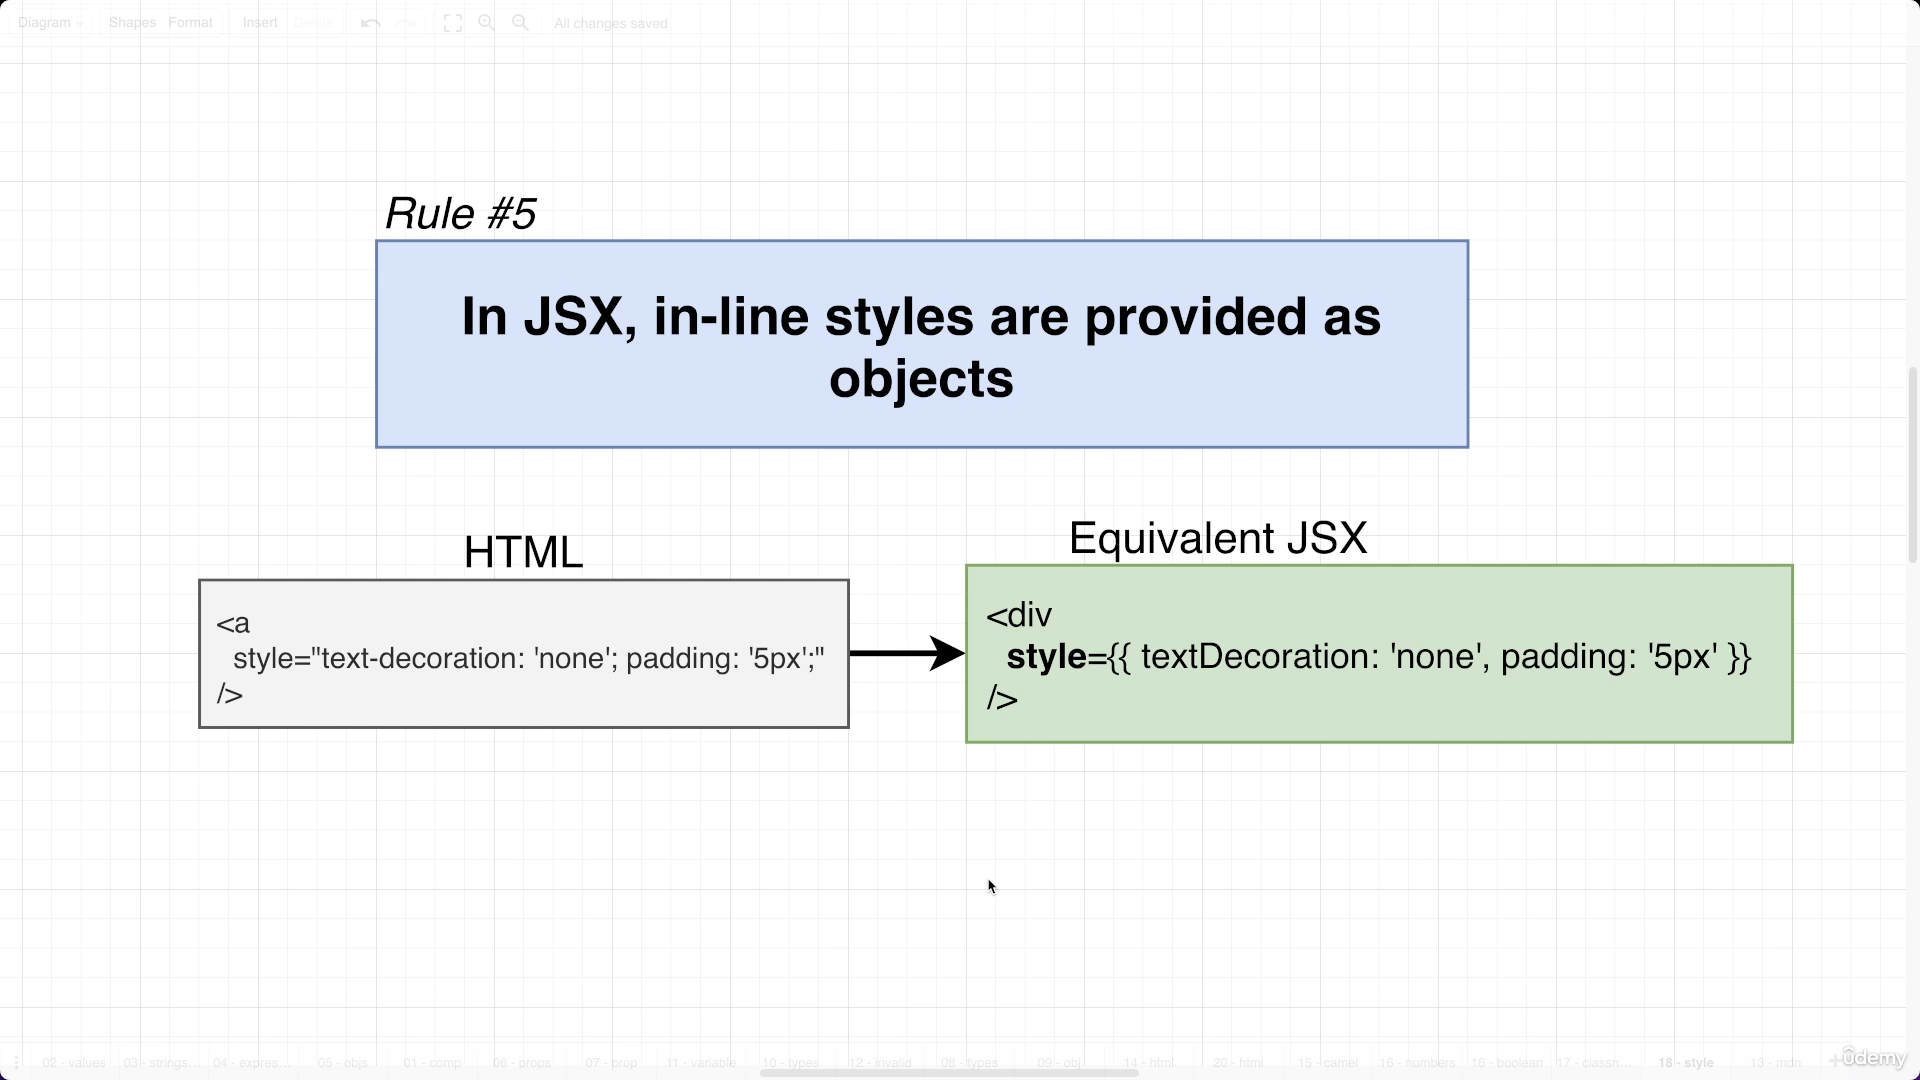 Diagram Shapes Format Insert Delete All changes saved
Rule #5
In JSX, in-line styles are provided as
objects
HTML
<a
style="text-decoration: 'none'; padding: '5px';"
/>
Equivalent JSX
<div
style={{ textDecoration: 'none', padding: '5px' }}
/>
02 - values 03 - strings... 04 - expres... 05 - objs 01 - comp 06 - props 07 - prop 11 - variable 10 - types 12 - invalid 08 - types 09 - obj 14 - html 20 - html 15 - camel 16 - numbers 16 - boolean 17 - classn... 18 - style 13 - mdn
ûdemy